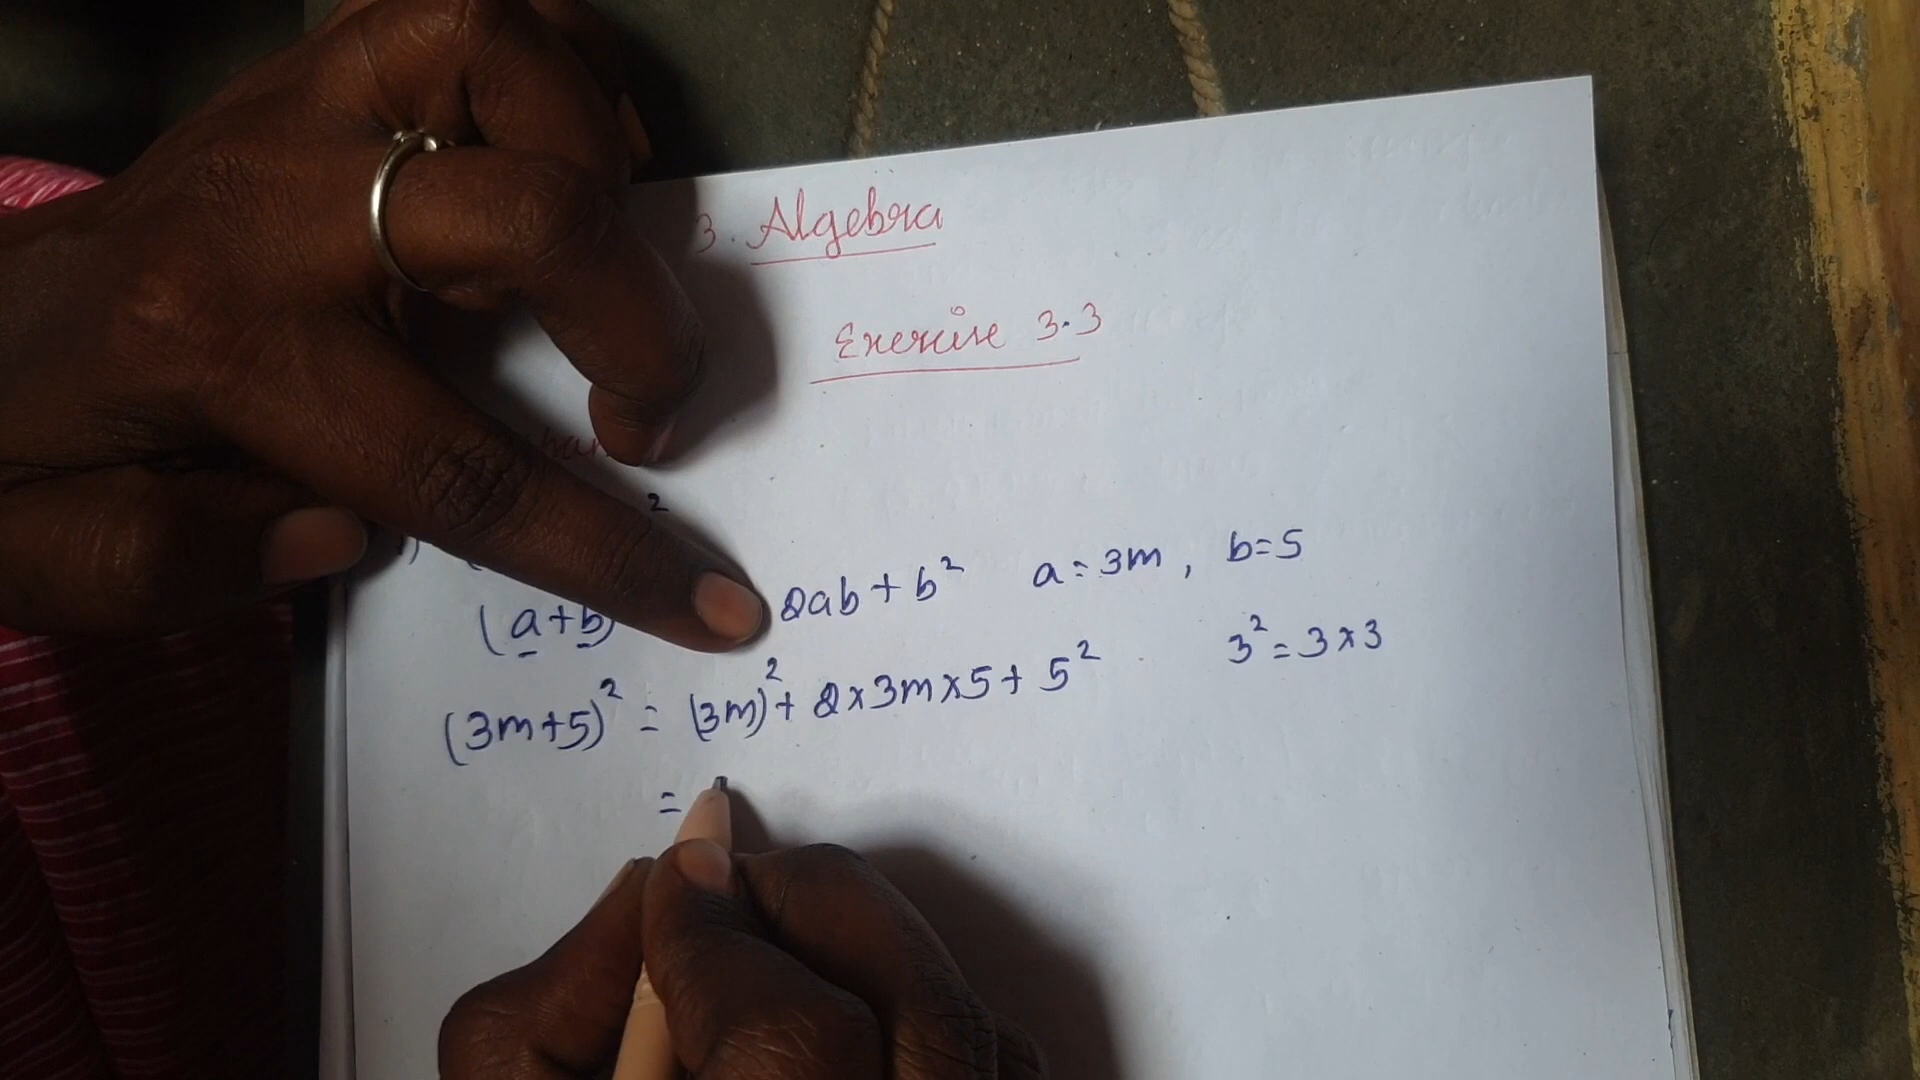 3. Algebra
Exercise 3.3
2
(a+b) 2ab + b² a = 3m, b=5
(3m+5)² = (3m)² + 2×3m×5 + 5² 3² = 3×3
=